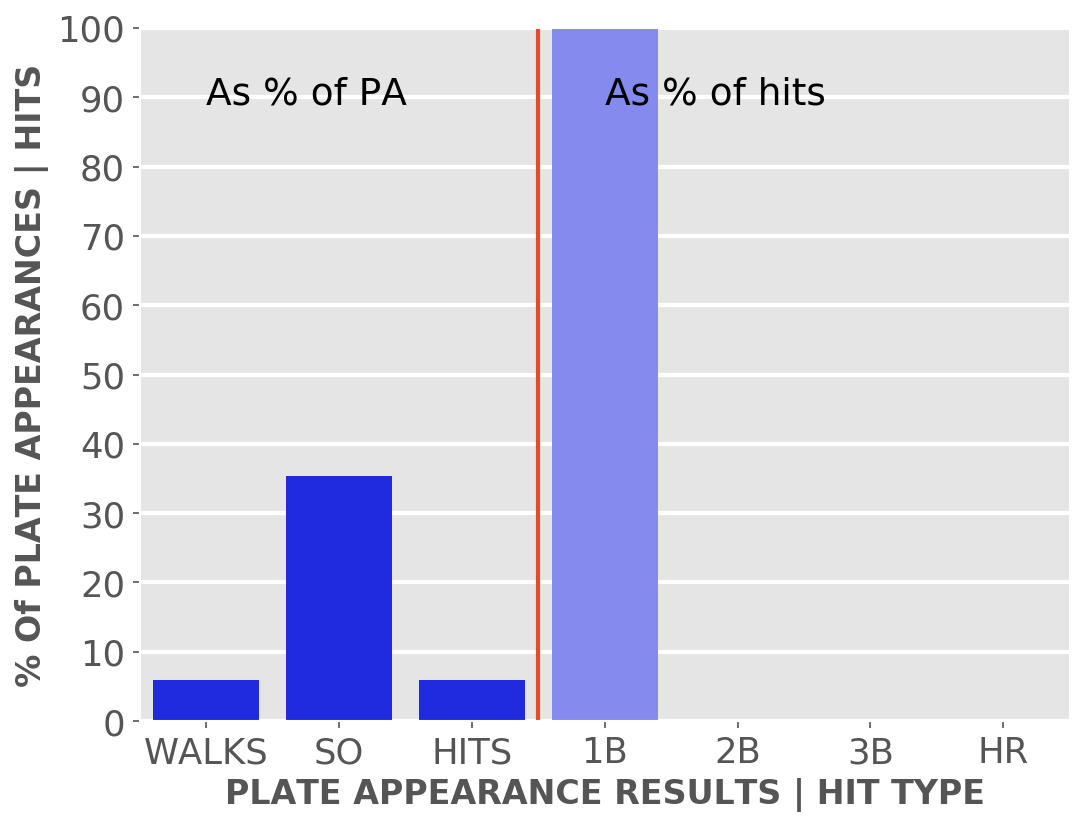 % Of PLATE APPEARANCES | HITS
100
90
80
70
60
50
40
30
20
10
0
As % of PA
As % of hits
WALKS SO HITS 1B 2B 3B HR
PLATE APPEARANCE RESULTS | HIT TYPE